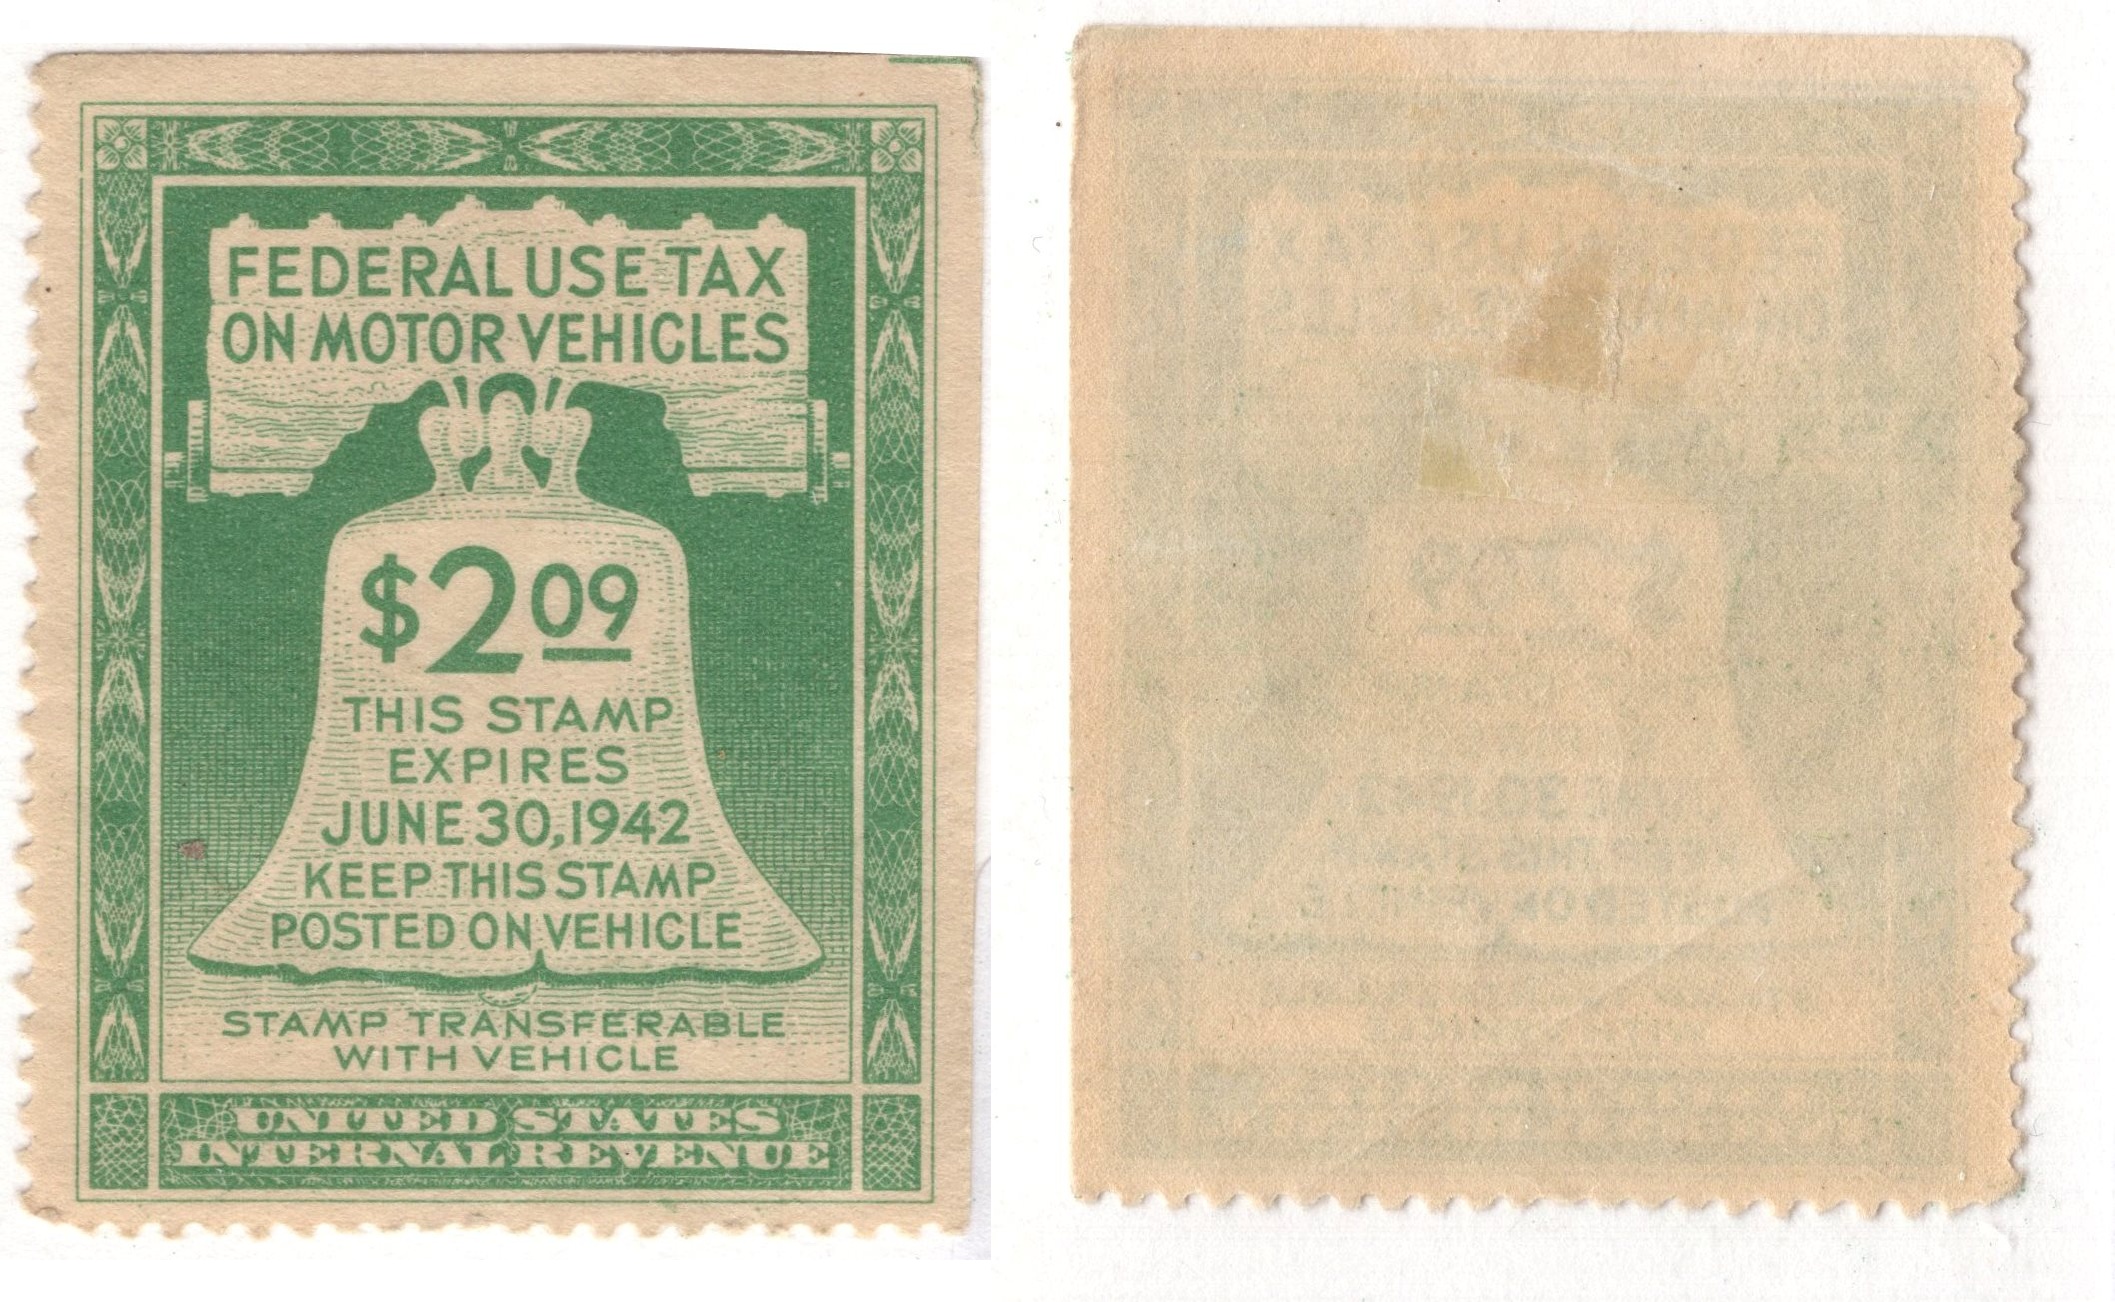 FEDERAL USE TAX
ON MOTOR VEHICLES
$2 09
THIS STAMP
EXPIRES
JUNE 30, 1942
KEEP THIS STAMP
POSTED ON VEHICLE
STAMP TRANSFERABLE
WITH VEHICLE
UNITED STATES
INTERNAL REVENUE